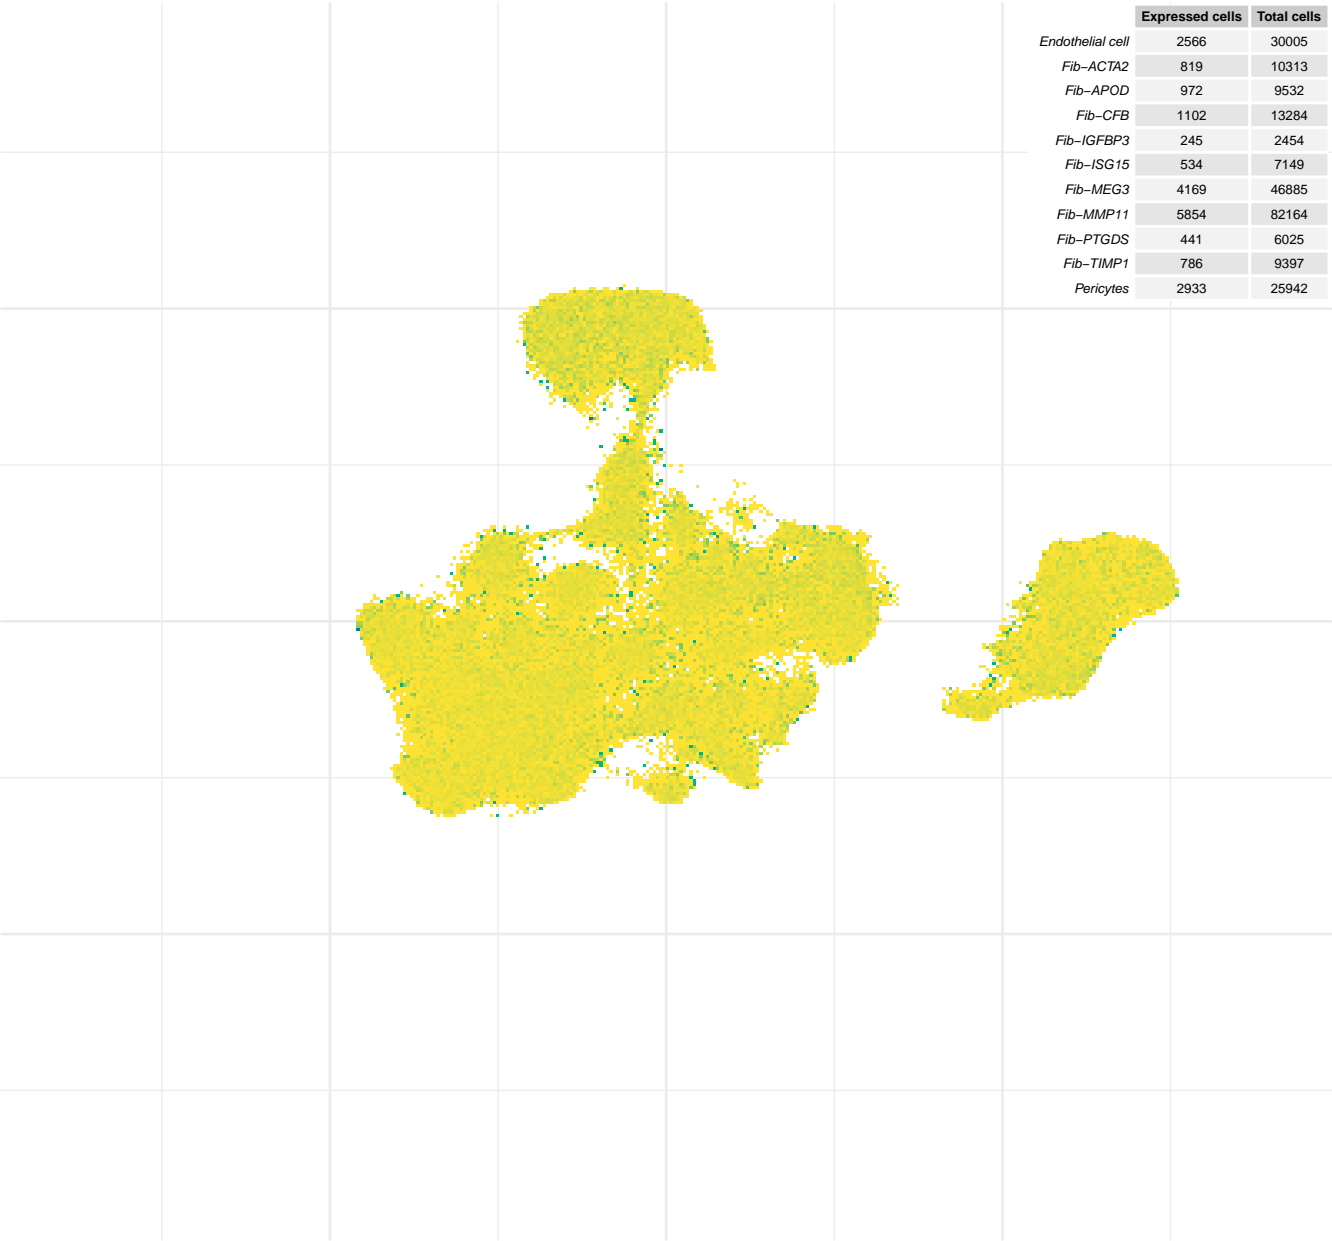 Expressed cells Total cells
Endothelial cell 2566 30005
Fib−ACTA2 819 10313
Fib−APOD 972 9532
Fib−CFB 1102 13284
Fib−IGFBP3 245 2454
Fib−ISG15 534 7149
Fib−MEG3 4169 46885
Fib−MMP11 5854 82164
Fib−PTGDS 441 6025
Fib−TIMP1 786 9397
Pericytes 2933 25942